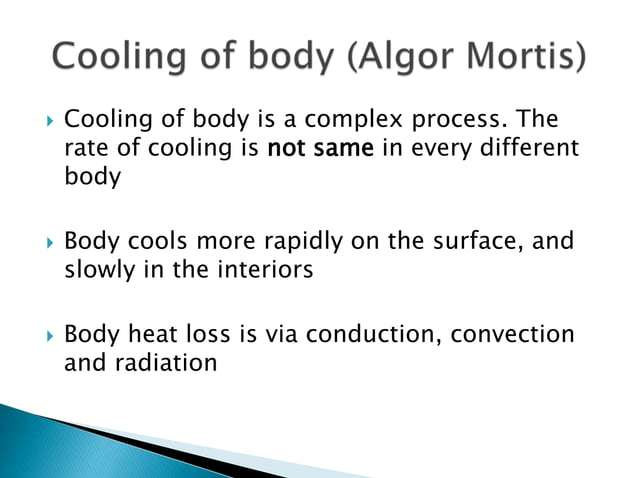 Cooling of body (Algor Mortis)
Cooling of body is a complex process. The
rate of cooling is not same in every different
body
Body cools more rapidly on the surface, and
slowly in the interiors
Body heat loss is via conduction, convection
and radiation